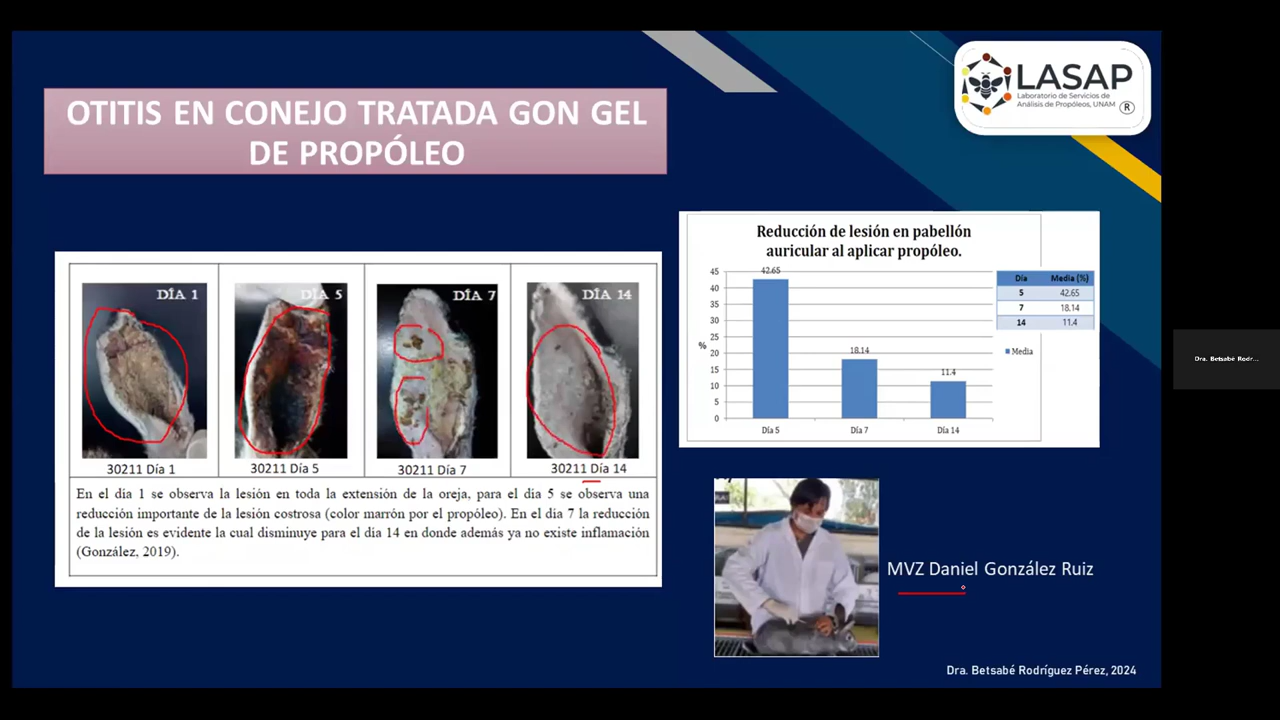 LASAP
Laboratorio de Servicios de
Análisis de Propóleos, UNAM
®
OTITIS EN CONEJO TRATADA GON GEL
DE PROPÓLEO
DÍA 1
DÍA 5
DÍA 7
DÍA 14
30211 Día 1
30211 Día 5
30211 Día 7
30211 Día 14
En el día 1 se observa la lesión en toda la extensión de la oreja, para el día 5 se observa una
reducción importante de la lesión costrosa (color marrón por el propóleo). En el día 7 la reducción
de la lesión es evidente la cual disminuye para el día 14 en donde además ya no existe inflamación
(González, 2019).
Reducción de lesión en pabellón
auricular al aplicar propóleo.
45
40
35
30
25
20
15
10
5
0
%
42.65
18.14
11.4
Día 5
Día 7
Día 14
Día Media (%)
5 42.65
7 18.14
14 11.4
Media
MVZ Daniel González Ruiz
Dra. Betsabé Rodríguez Pérez, 2024
Dra. Betsabé Rodr...